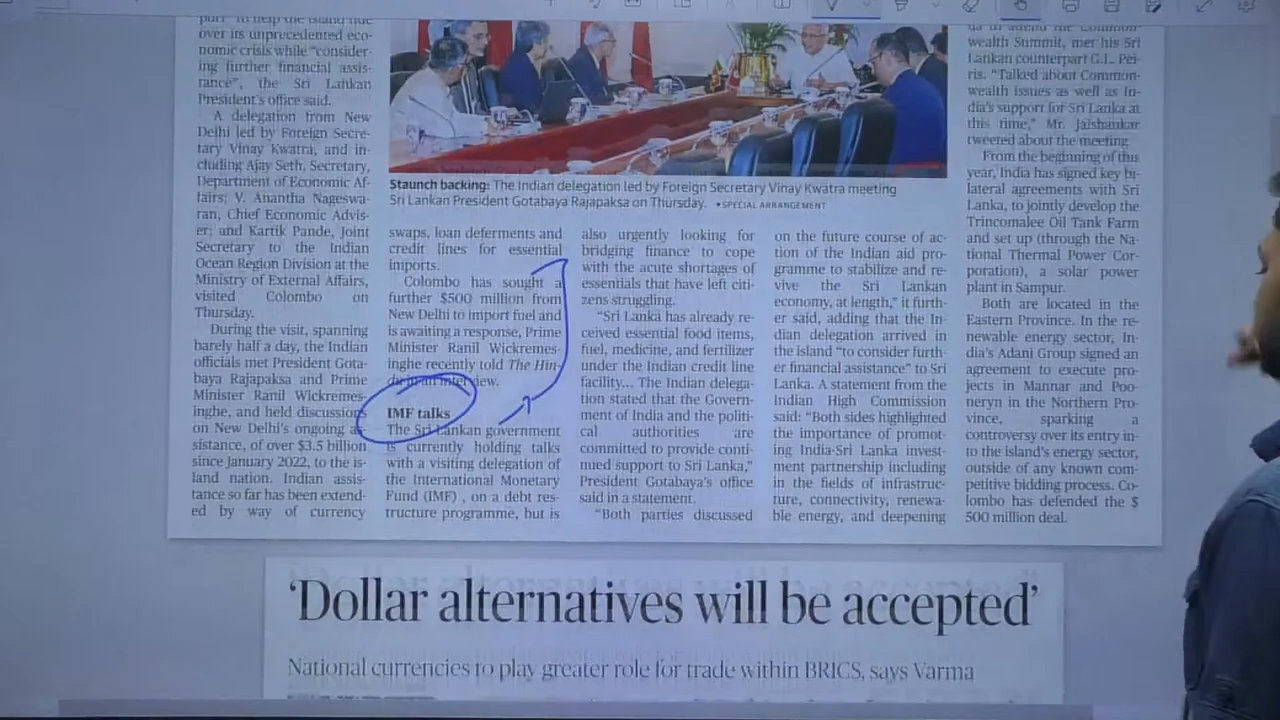 port "to help the island nation
over its unprecedented eco-
nomic crisis while "consider-
ing further financial assis-
rance", the Sri Lankan
President's office said.
A delegation from New
Delhi led by Foreign Secre-
tary Vinay Kwatra, and in-
cluding Ajay Seth, Secretary,
Department of Economic Af-
fairs; V. Anantha Nageswa-
ran, Chief Economic Advis-
er; and Kartik Pande, Joint
Secretary to the Indian
Ocean Region Division at the
Ministry of External Affairs,
visited Colombo on
Thursday.
During the visit, spanning
barely half a day, the Indian
officials met President Gota-
baya Rajapaksa and Prime
Minister Ranil Wickremes-
inghe, and held discussions
on New Delhi's ongoing as-
sistance, of over $3.5 billion
since January 2022, to the is-
land nation. Indian assis-
tance so far has been extend-
ed by way of currency
Staunch backing: The Indian delegation led by Foreign Secretary Vinay Kwatra meeting
Sri Lankan President Gotabaya Rajapaksa on Thursday. • SPECIAL ARRANGEMENT
swaps, loan deferments and
credit lines for essential
imports.
Colombo has sought a
further $500 million from
New Delhi to import fuel and
is awaiting a response, Prime
Minister Ranil Wickremes-
inghe recently told The Hin-
du in an interview.
IMF talks
The Sri Lankan government
is currently holding talks
with a visiting delegation of
the International Monetary
Fund (IMF) , on a debt res-
tructure programme, but is
also urgently looking for
bridging finance to cope
with the acute shortages of
essentials that have left citi-
zens struggling.
"Sri Lanka has already re-
ceived essential food items,
fuel, medicine, and fertilizer
under the Indian credit line
facility... The Indian delega-
tion stated that the Govern-
ment of India and the politi-
cal authorities are
committed to provide conti-
nued support to Sri Lanka,"
President Gotabaya's office
said in a statement.
"Both parties discussed
on the future course of ac-
tion of the Indian aid pro-
gramme to stabilize and re-
vive the Sri Lankan
economy, at length," it furth-
er said, adding that the In-
dian delegation arrived in
the island "to consider furth-
er financial assistance" to Sri
Lanka. A statement from the
Indian High Commission
said: "Both sides highlighted
the importance of promot-
ing India-Sri Lanka invest-
ment partnership including
in the fields of infrastruc-
ture, connectivity, renewa-
ble energy, and deepening
us to attend the Common-
wealth Summit, met his Sri
Lankan counterpart G.L. Pei-
ris. "Talked about Common-
wealth issues as well as In-
dia's support for Sri Lanka at
this time," Mr. Jaishankar
tweeted about the meeting.
From the beginning of this
year, India has signed key bi-
lateral agreements with Sri
Lanka, to jointly develop the
Trincomalee Oil Tank Farm
and set up (through the Na-
tional Thermal Power Cor-
poration), a solar power
plant in Sampur.
Both are located in the
Eastern Province. In the re-
newable energy sector, In-
dia's Adani Group signed an
agreement to execute pro-
jects in Mannar and Poo-
neryn in the Northern Pro-
vince, sparking a
controversy over its entry in-
to the island's energy sector,
outside of any known com-
petitive bidding process. Co-
lombo has defended the $
500 million deal.
'Dollar alternatives will be accepted'
National currencies to play greater role for trade within BRICS, says Varma